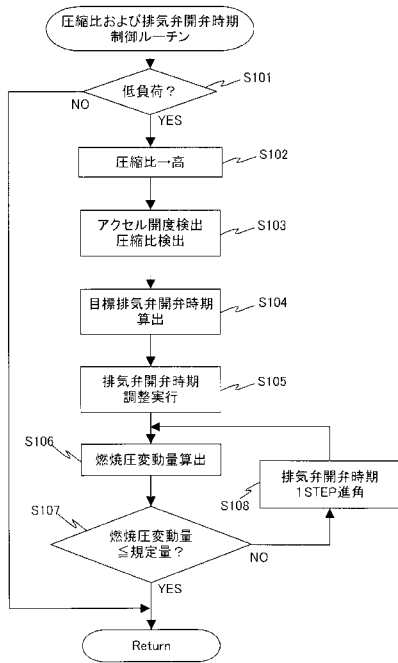 圧縮比および排気弁開弁時期
制御ルーチン
S101
低負荷？
NO
YES
圧縮比→高
S102
アクセル開度検出
圧縮比検出
S103
目標排気弁開弁時期
算出
S104
排気弁開弁時期
調整実行
S105
S106
燃焼圧変動量算出
排気弁開弁時期
1STEP進角
S108
S107
燃焼圧変動量
≦規定量？
NO
YES
Return